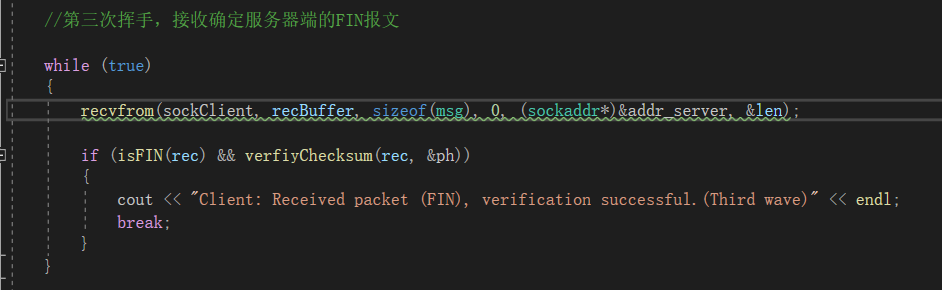 //第三次挥手，接收确定服务器端的FIN报文
while (true)
{
recvfrom(sockClient, recBuffer, sizeof(msg), 0, (sockaddr*)&addr_server, &len);
if (isFIN(rec) && verfiyChecksum(rec, &ph))
{
cout << "Client: Received packet (FIN), verification successful.(Third wave)" << endl;
break;
}
}